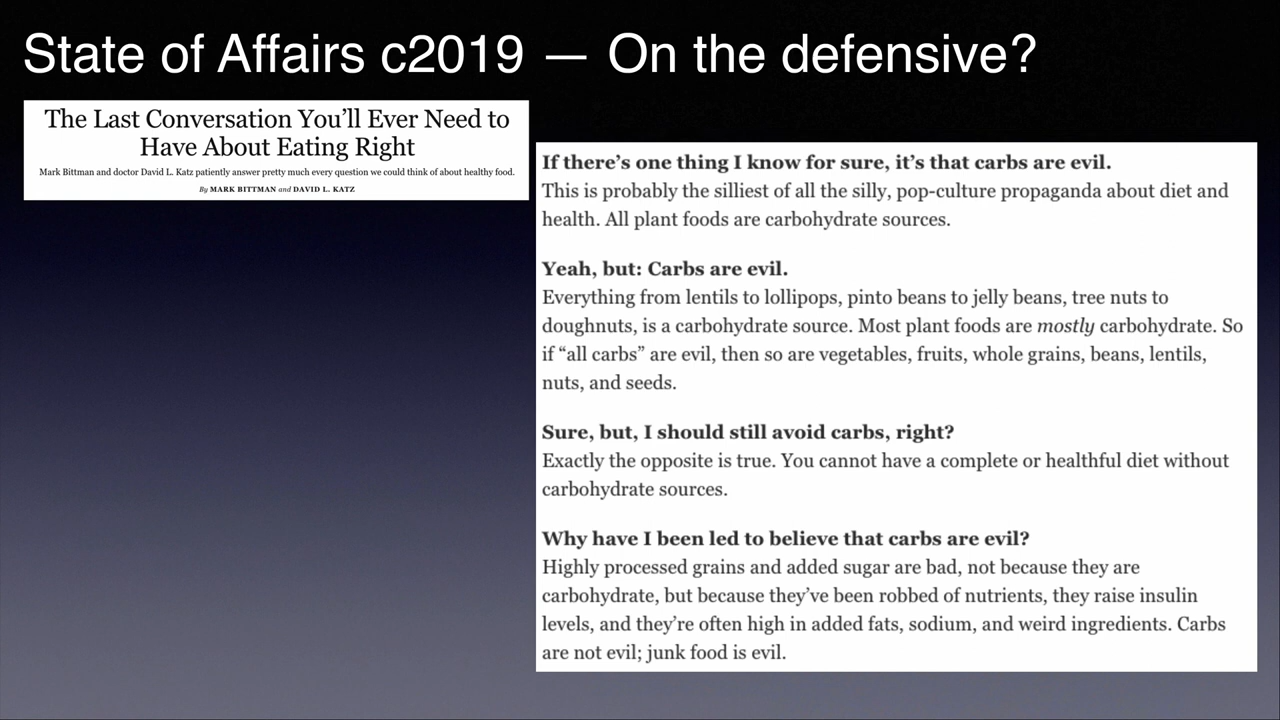 State of Affairs c2019 — On the defensive?
The Last Conversation You’ll Ever Need to
Have About Eating Right
Mark Bittman and doctor David L. Katz patiently answer pretty much every question we could think of about healthy food.
By MARK BITTMAN and DAVID L. KATZ
If there’s one thing I know for sure, it’s that carbs are evil.
This is probably the silliest of all the silly, pop-culture propaganda about diet and
health. All plant foods are carbohydrate sources.
Yeah, but: Carbs are evil.
Everything from lentils to lollipops, pinto beans to jelly beans, tree nuts to
doughnuts, is a carbohydrate source. Most plant foods are mostly carbohydrate. So
if “all carbs” are evil, then so are vegetables, fruits, whole grains, beans, lentils,
nuts, and seeds.
Sure, but, I should still avoid carbs, right?
Exactly the opposite is true. You cannot have a complete or healthful diet without
carbohydrate sources.
Why have I been led to believe that carbs are evil?
Highly processed grains and added sugar are bad, not because they are
carbohydrate, but because they’ve been robbed of nutrients, they raise insulin
levels, and they’re often high in added fats, sodium, and weird ingredients. Carbs
are not evil; junk food is evil.